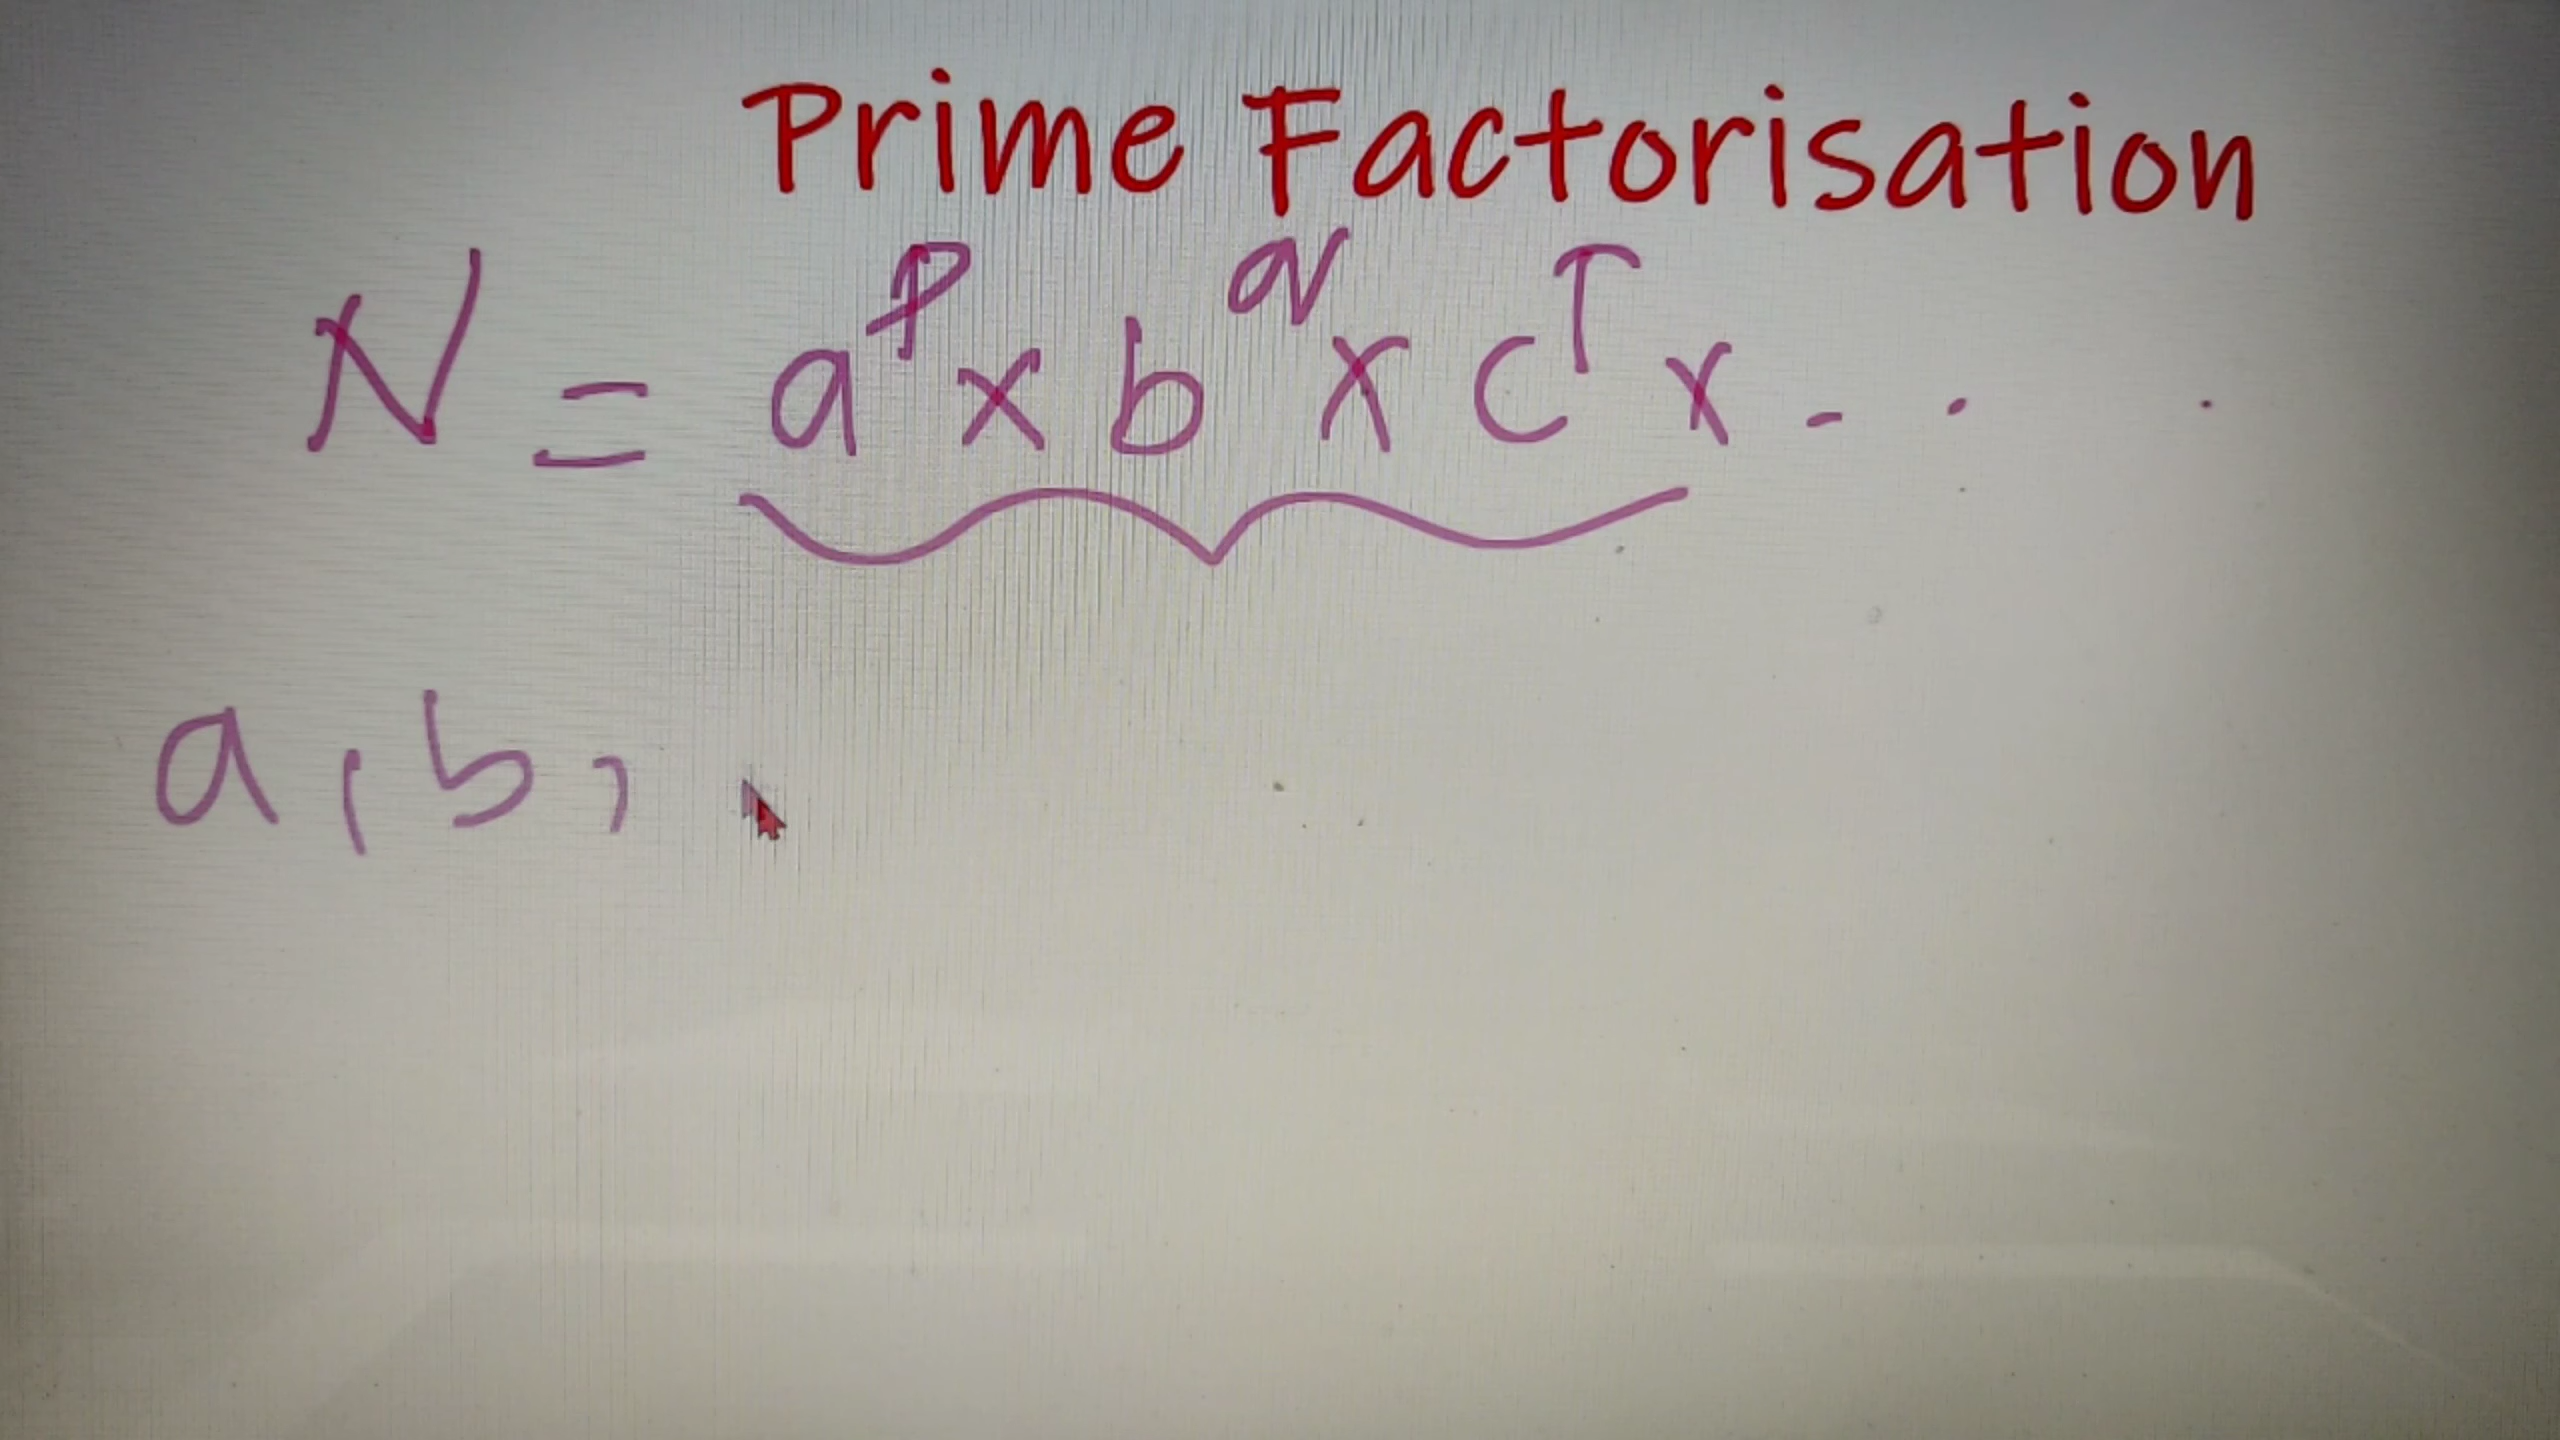 Prime Factorisation
N = a^p x b^q x c^r x - . .
a, b,